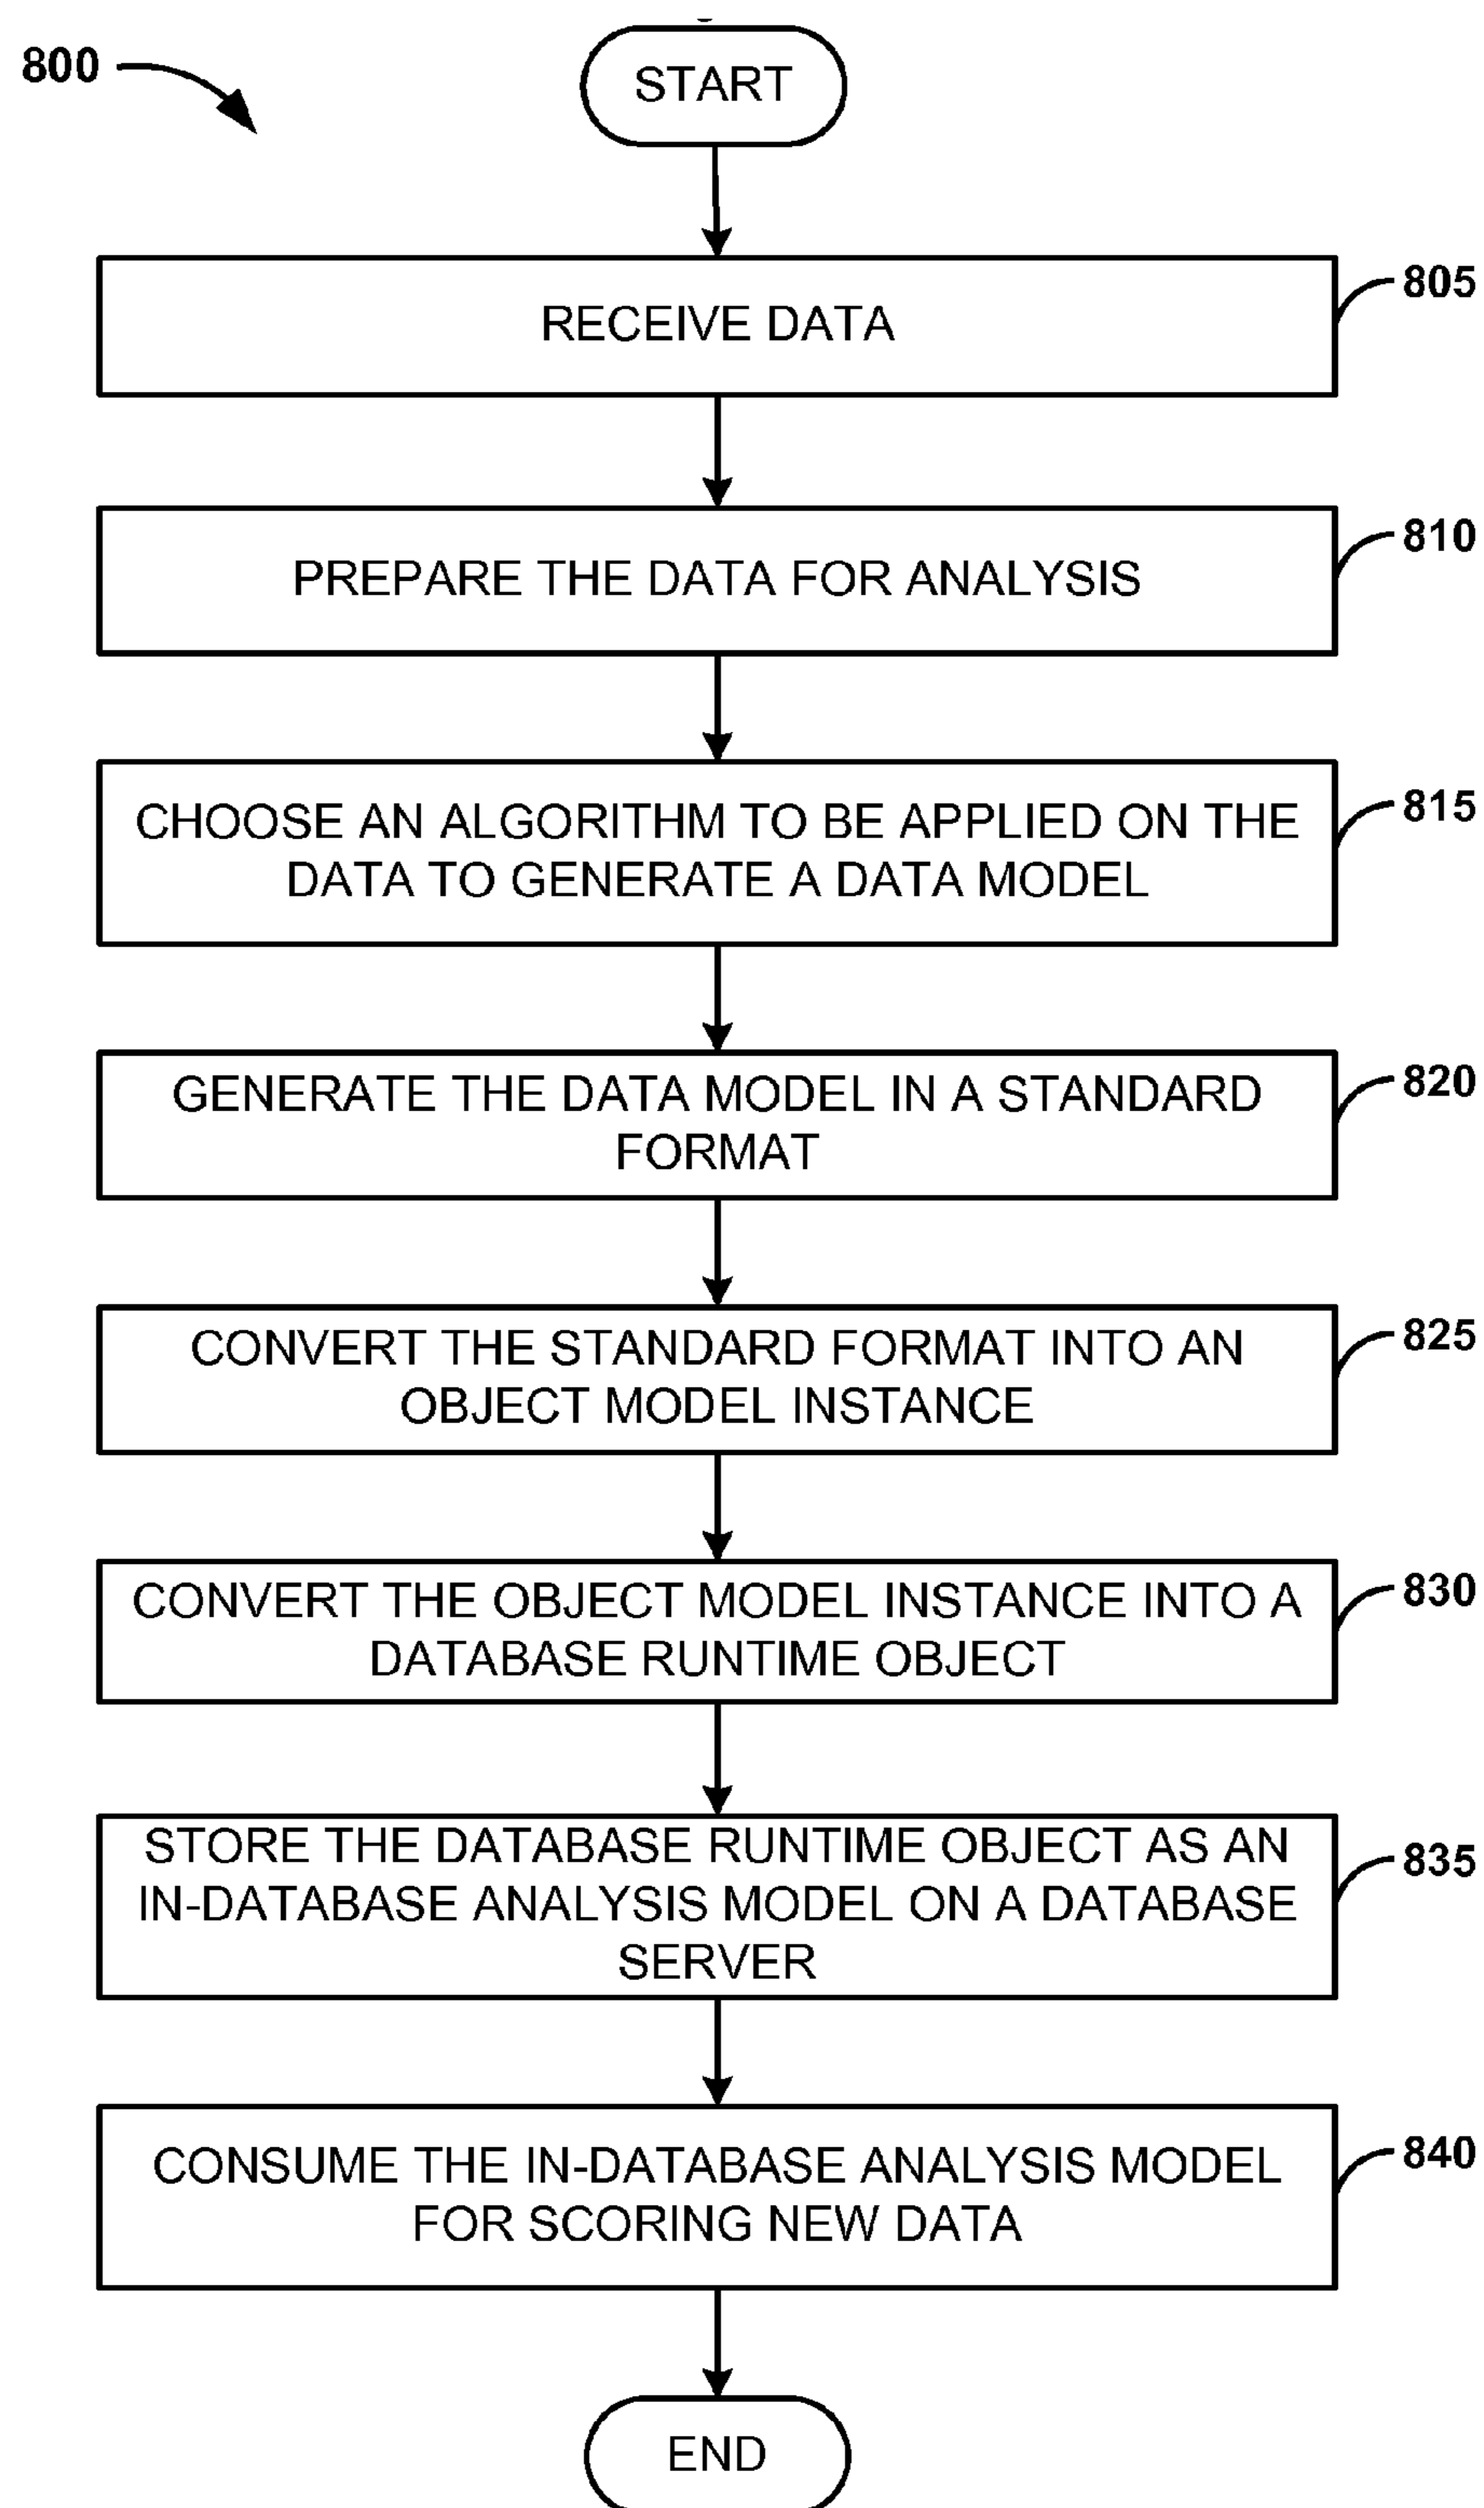 800
START
805
RECEIVE DATA
810
PREPARE THE DATA FOR ANALYSIS
815
CHOOSE AN ALGORITHM TO BE APPLIED ON THE
DATA TO GENERATE A DATA MODEL
820
GENERATE THE DATA MODEL IN A STANDARD
FORMAT
825
CONVERT THE STANDARD FORMAT INTO AN
OBJECT MODEL INSTANCE
830
CONVERT THE OBJECT MODEL INSTANCE INTO A
DATABASE RUNTIME OBJECT
835
STORE THE DATABASE RUNTIME OBJECT AS AN
IN-DATABASE ANALYSIS MODEL ON A DATABASE
SERVER
840
CONSUME THE IN-DATABASE ANALYSIS MODEL
FOR SCORING NEW DATA
END